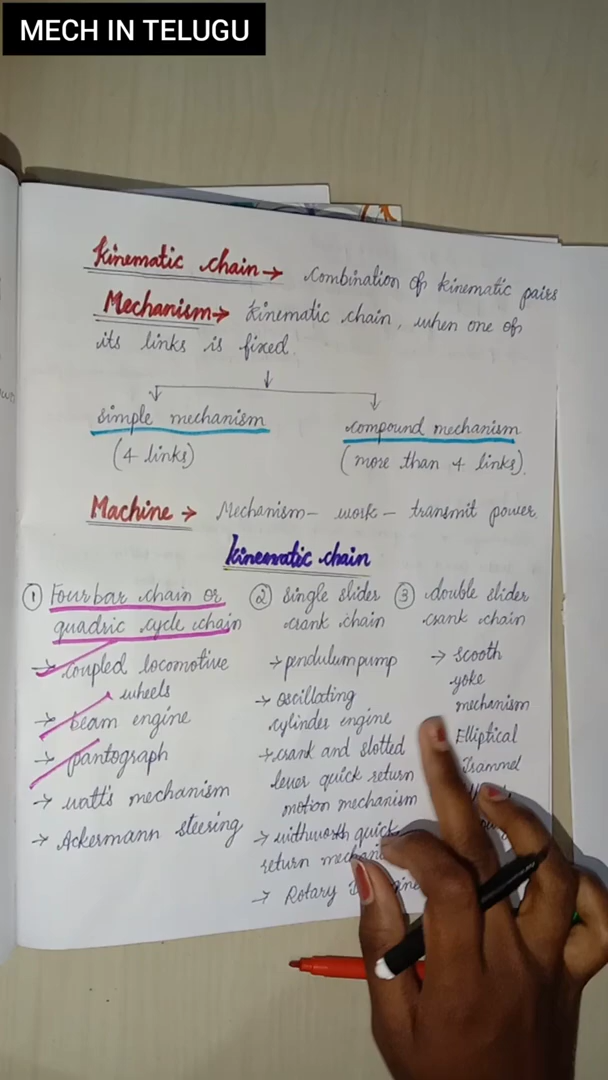 MECH IN TELUGU
Kinematic chain → Combination of kinematic pairs
Mechanism → kinematic chain, when one of
its links is fixed.
simple mechanism
(4 links)
compound mechanism
(more than 4 links).
Machine → Mechanism - work - transmit power.
kinematic chain
① Fourbar chain or
quadric cycle chain
→ coupled locomotive
wheels
→ beam engine
→ pantograph
→ watt's mechanism
→ Ackermann steering
② single slider
crank chain
→ pendulum pump
→ oscillating
cylinder engine
→ crank and slotted
lever quick return
motion mechanism
→ withworth quick
return
→ Rotary
③ double slider
crank chain
→ scooth
yoke
mechanism
Elliptical
Trammel